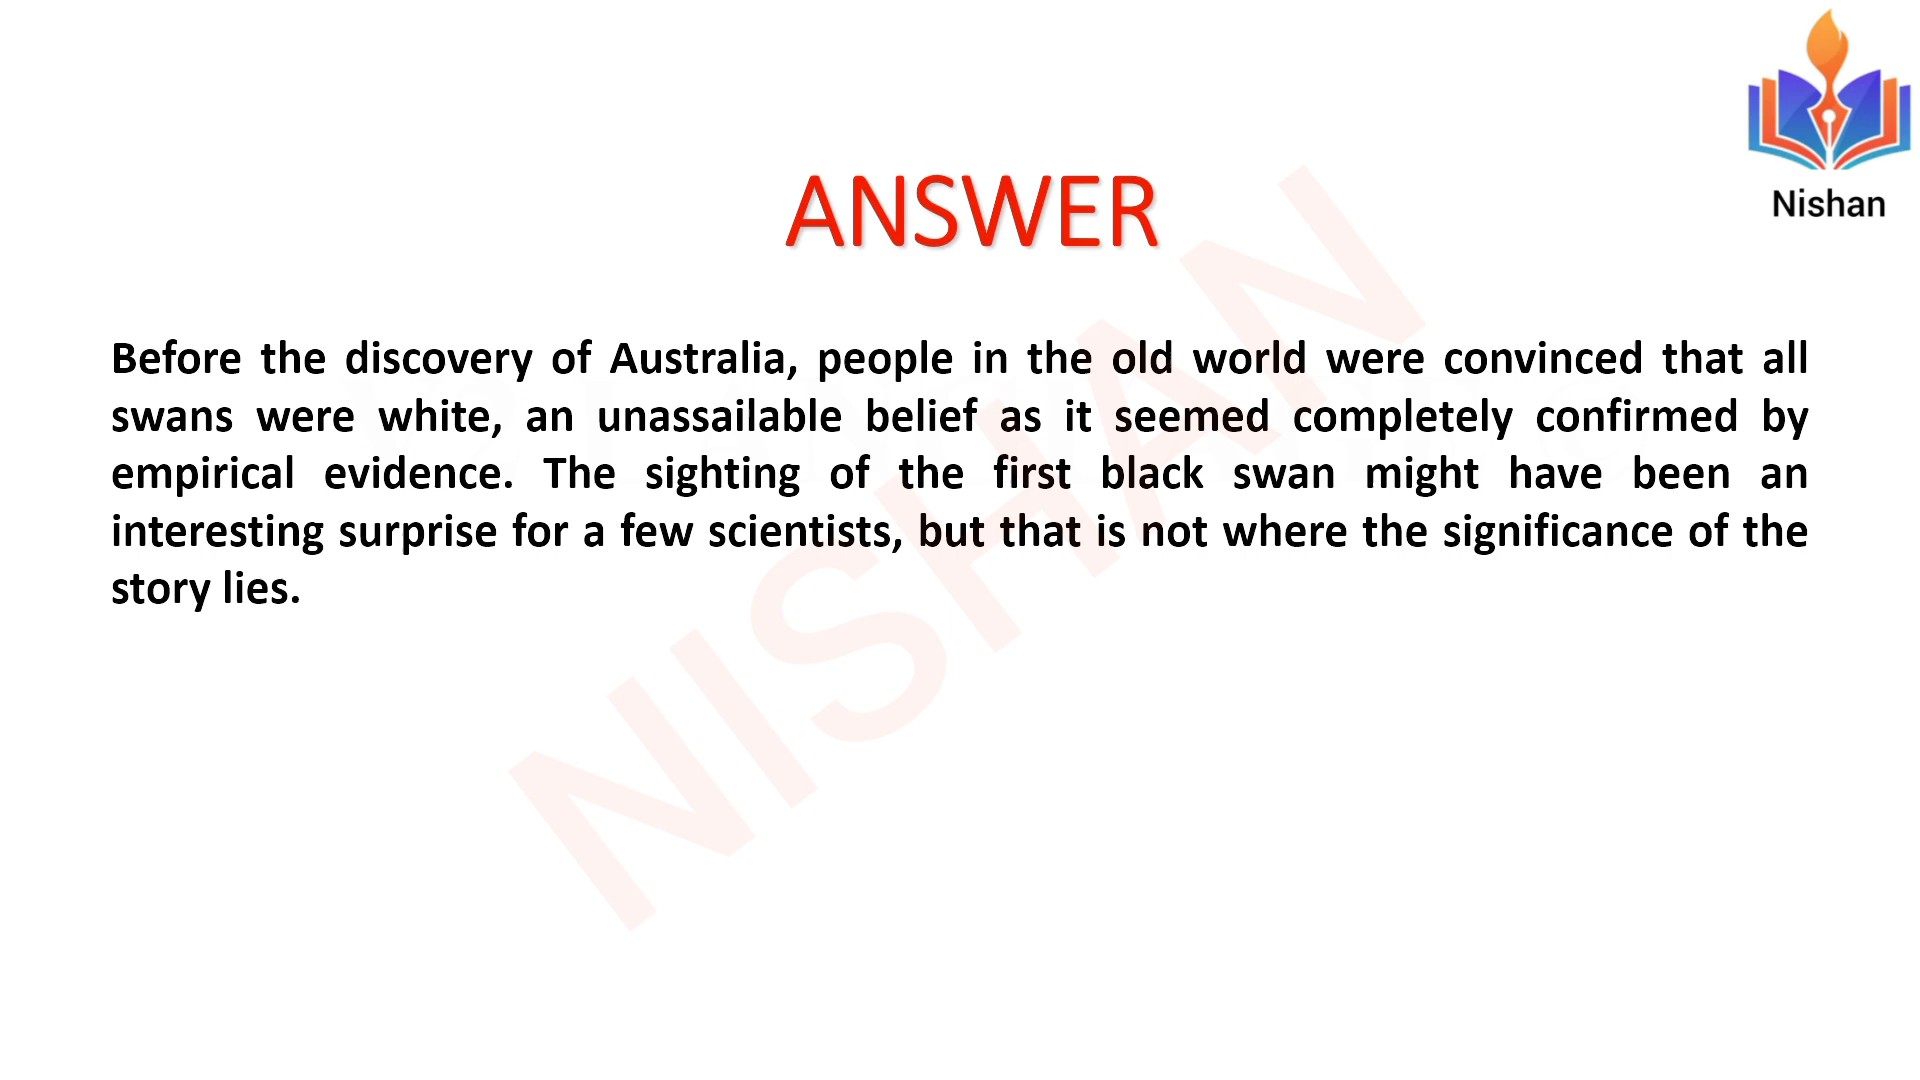 Nishan
ANSWER
Before the discovery of Australia, people in the old world were convinced that all
swans were white, an unassailable belief as it seemed completely confirmed by
empirical evidence. The sighting of the first black swan might have been an
interesting surprise for a few scientists, but that is not where the significance of the
story lies.
NISHAN